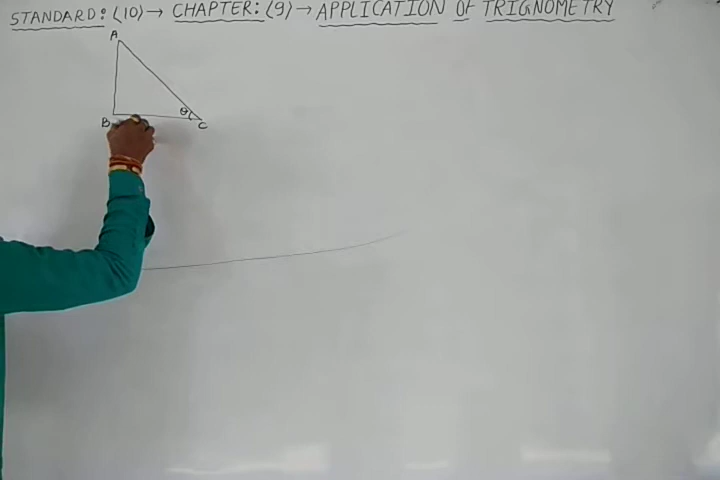 STANDARD: (10) → CHAPTER: (9) → APPLICATION OF TRIGNOMETRY
A
θ
B
C